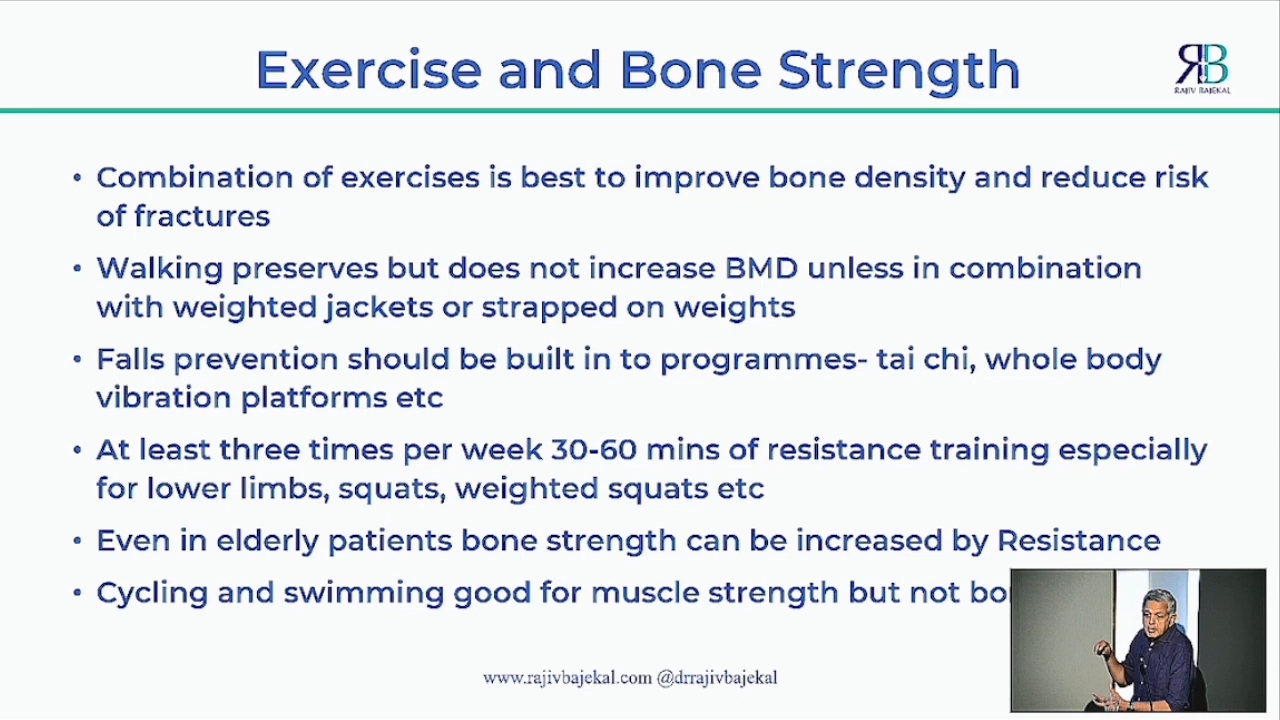 Exercise and Bone Strength
RB
RAJIV BAJEKAL
• Combination of exercises is best to improve bone density and reduce risk
of fractures
• Walking preserves but does not increase BMD unless in combination
with weighted jackets or strapped on weights
• Falls prevention should be built in to programmes- tai chi, whole body
vibration platforms etc
• At least three times per week 30-60 mins of resistance training especially
for lower limbs, squats, weighted squats etc
• Even in elderly patients bone strength can be increased by Resistance
• Cycling and swimming good for muscle strength but not
www.rajivbajekal.com @drrajivbajekal